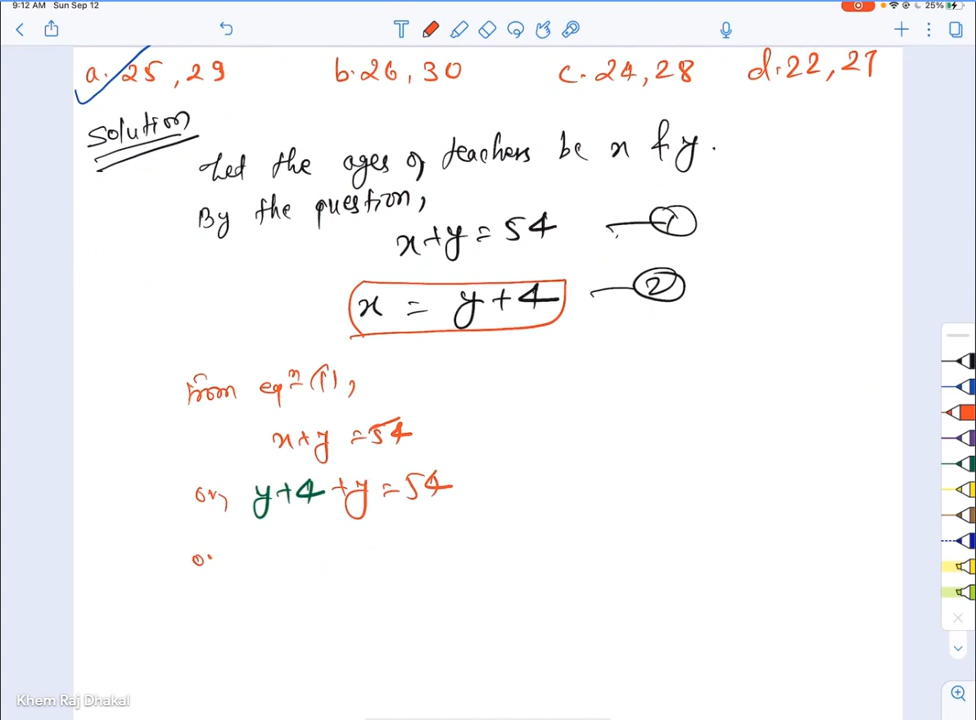 9:12 AM Sun Sep 12
25%
a. 25, 29 b. 26, 30 c. 24, 28 d. 22, 27
Solution
Let the ages of teachers be x & y.
By the question,
x+y = 54 ①
x = y+4 ②
from eqⁿ (1),
x+y = 54
or, y+4 +y = 54
or
Khem Raj Dhakal